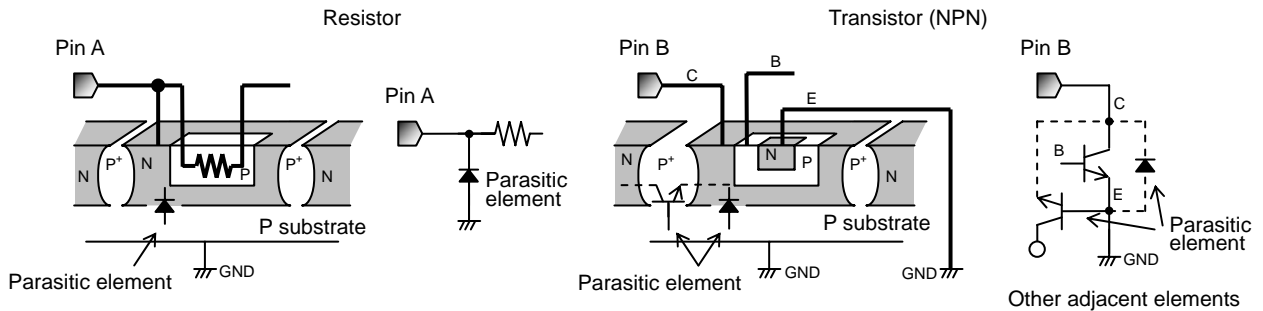 Resistor
Transistor (NPN)
Pin A
Pin A
N
P+
N
P
P+
N
Parasitic element
P substrate
GND
Parasitic element
Pin B
C
B
E
N
P+
N
P
P+
N
P substrate
GND
GND
Parasitic element
Pin B
C
B
E
Parasitic element
GND
Other adjacent elements